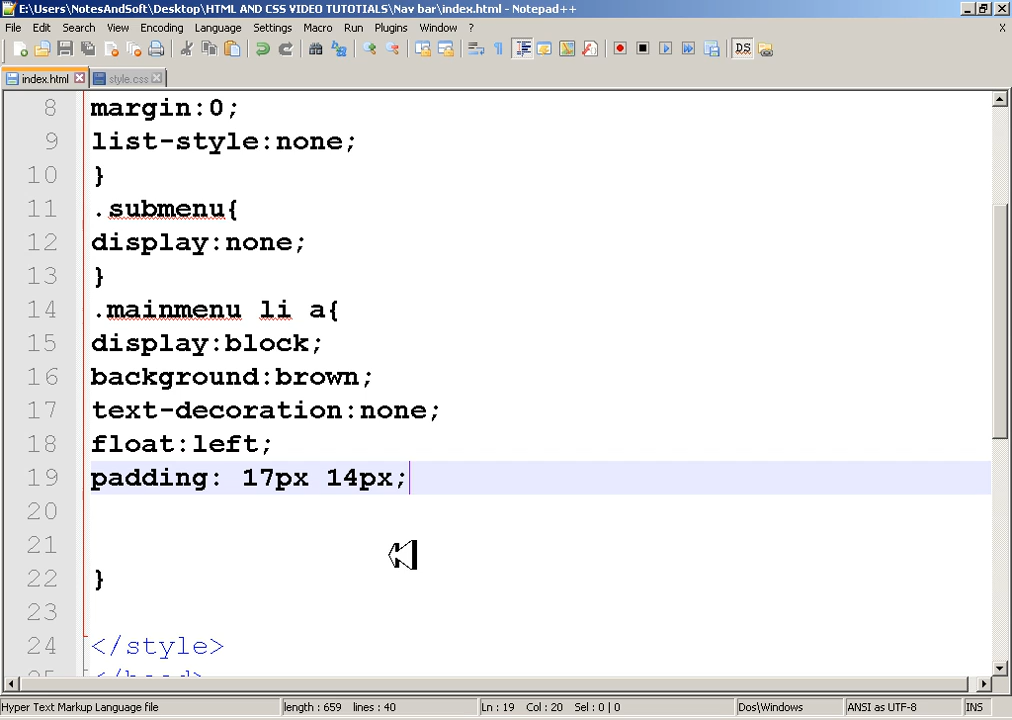 E:\Users\NotesAndSoft\Desktop\HTML AND CSS VIDEO TUTOTIALS\Nav bar\index.html - Notepad++
File Edit Search View Encoding Language Settings Macro Run Plugins Window ? X
index.html style.css
8 margin:0;
9 list-style:none;
10 }
11 .submenu{
12 display:none;
13 }
14 .mainmenu li a{
15 display:block;
16 background:brown;
17 text-decoration:none;
18 float:left;
19 padding: 17px 14px;
20
21
22 }
23
24 </style>
25 </head>
Hyper Text Markup Language file length : 659 lines : 40 Ln : 19 Col : 20 Sel : 0 | 0 Dos\Windows ANSI as UTF-8 INS